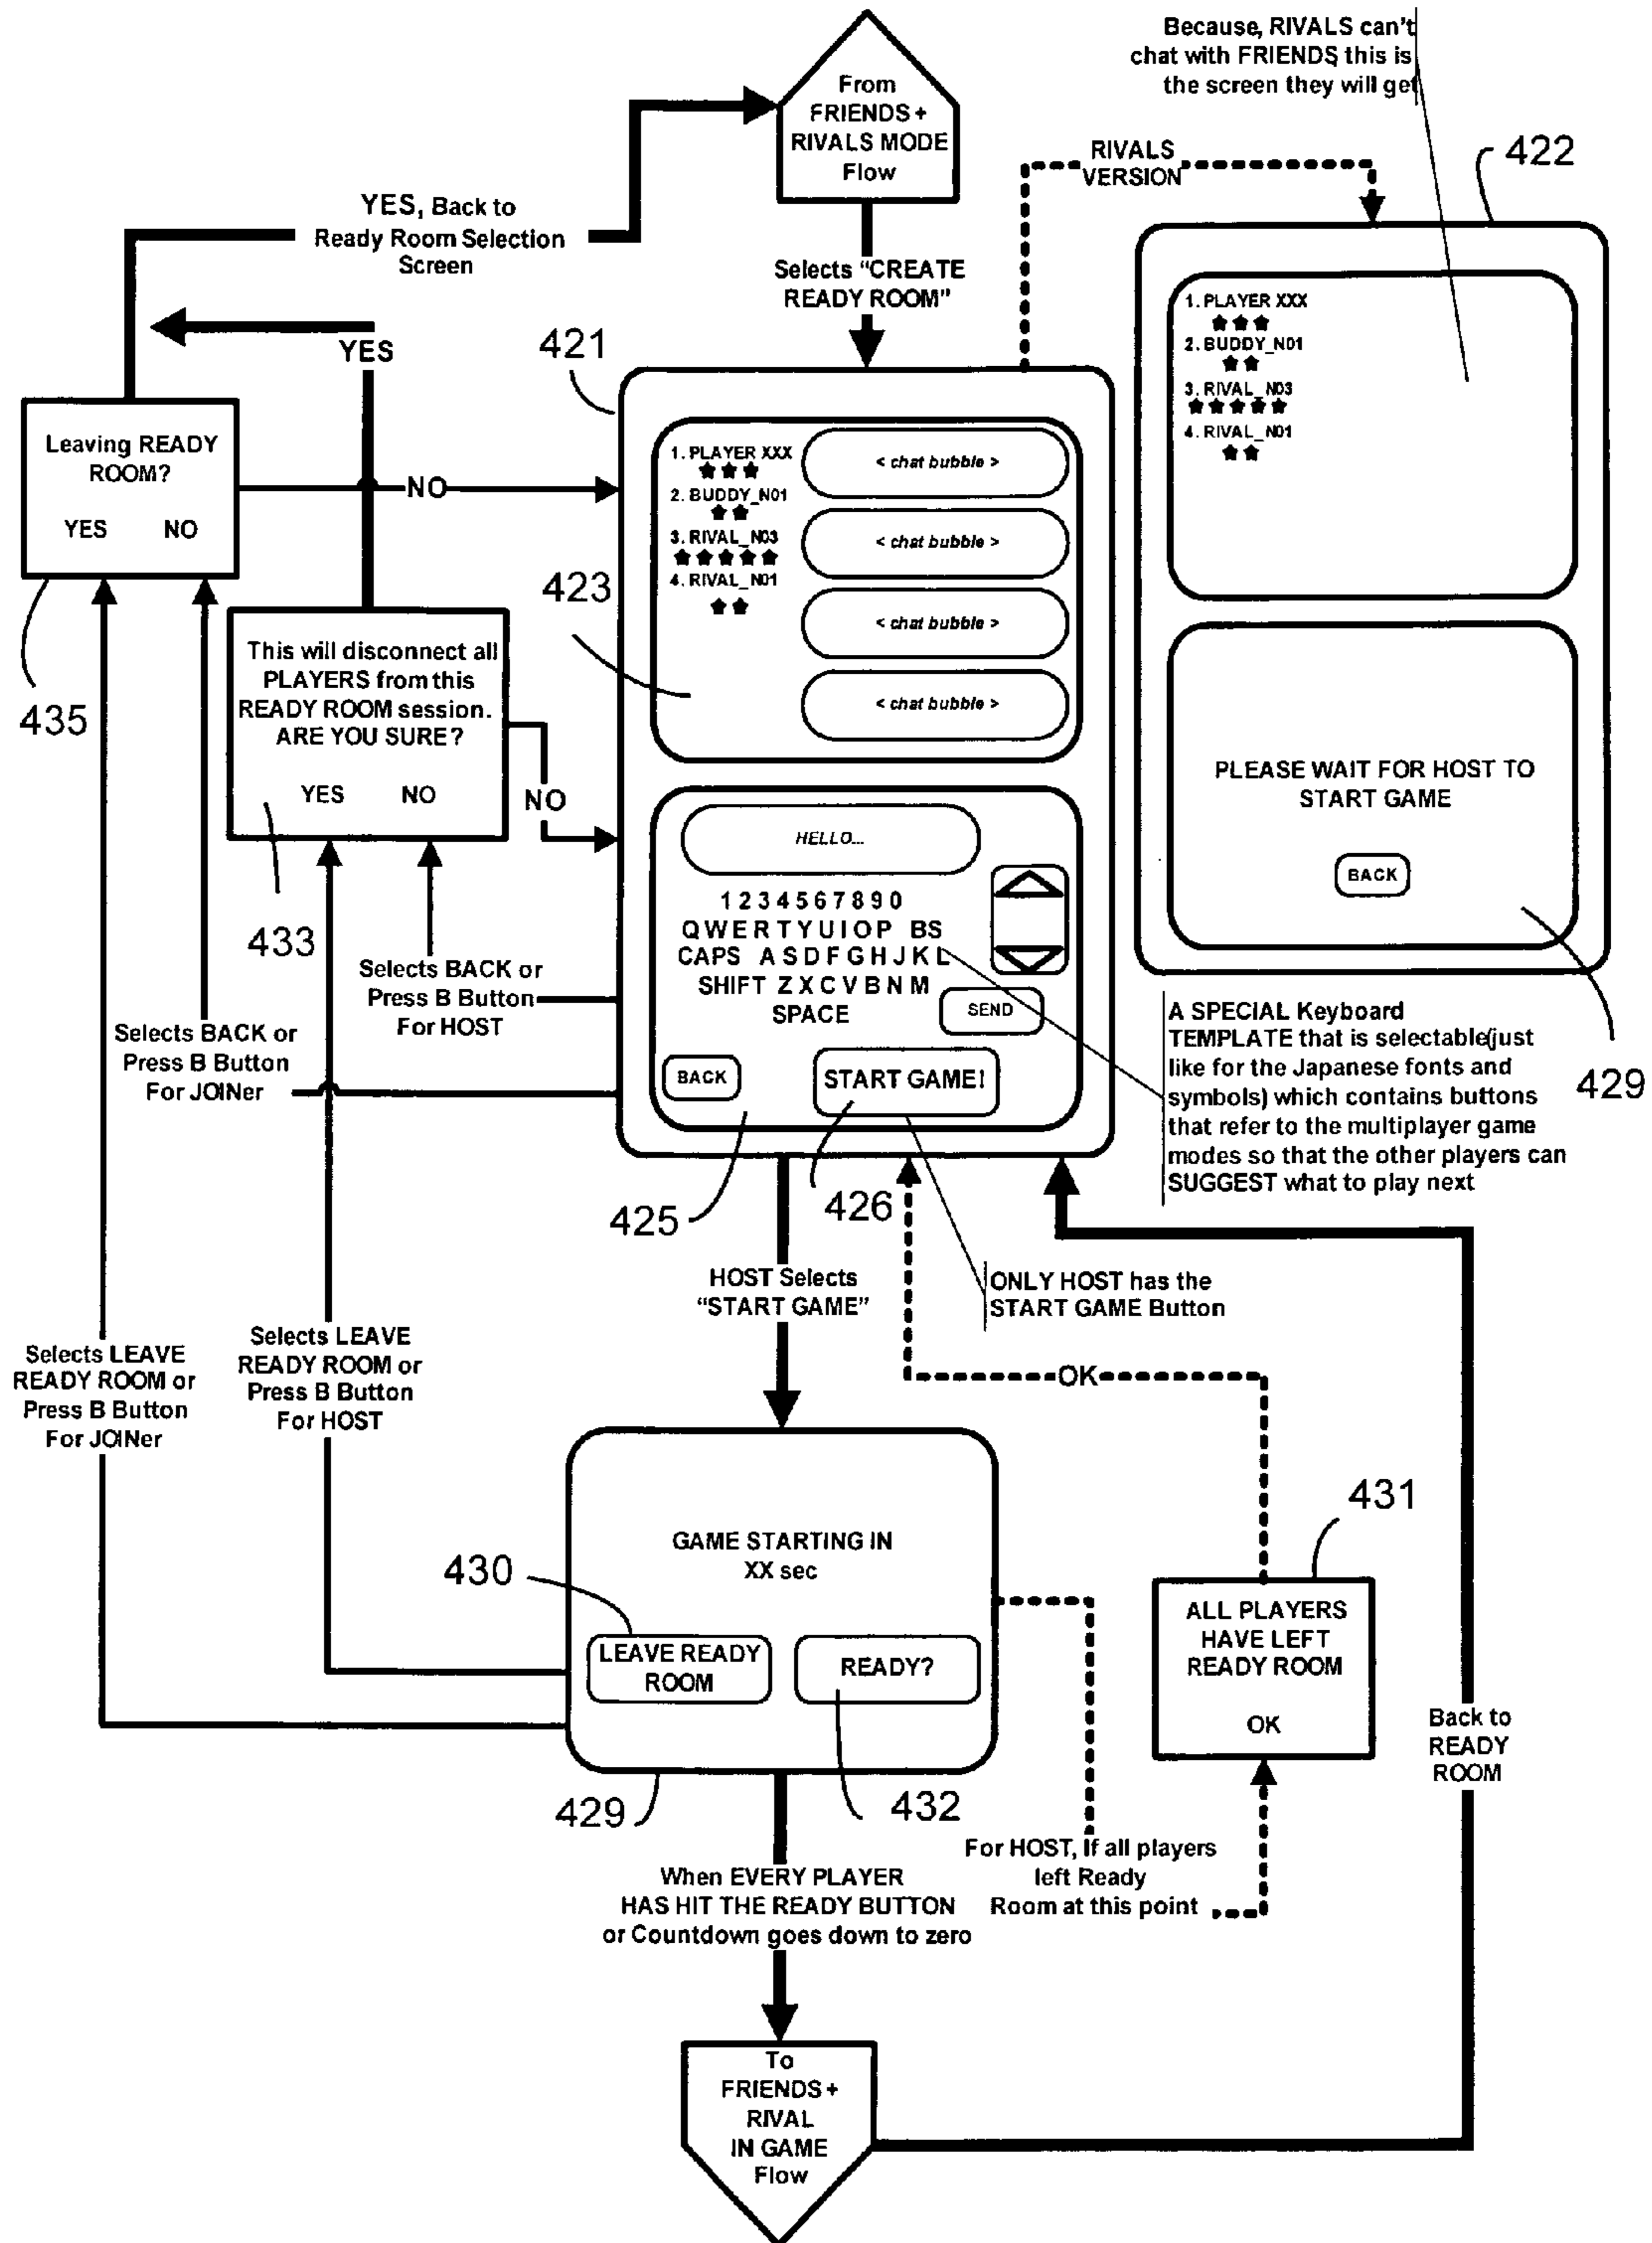 Because, RIVALS can't
chat with FRIENDS, this is
the screen they will get
From
FRIENDS +
RIVALS MODE
Flow
RIVALS
VERSION
422
YES, Back to
Ready Room Selection
Screen
Selects "CREATE
READY ROOM"
YES
421
Leaving READY
ROOM?
YES NO
435
NO
1. PLAYER XXX
★★★
2. BUDDY_N01
★★
3. RIVAL_N03
★★★★★
4. RIVAL_N01
★★
< chat bubble >
< chat bubble >
< chat bubble >
< chat bubble >
423
1. PLAYER XXX
★★★
2. BUDDY_N01
★★
3. RIVAL_N03
★★★★★
4. RIVAL_N01
★★
This will disconnect all
PLAYERS from this
READY ROOM session.
ARE YOU SURE?
YES NO
433
NO
PLEASE WAIT FOR HOST TO
START GAME
BACK
429
HELLO...
1 2 3 4 5 6 7 8 9 0
Q W E R T Y U I O P BS
CAPS A S D F G H J K L
SHIFT Z X C V B N M
SPACE
SEND
BACK
START GAME!
425
426
Selects BACK or
Press B Button
For HOST
Selects BACK or
Press B Button
For JOINer
A SPECIAL Keyboard
TEMPLATE that is selectable(just
like for the Japanese fonts and
symbols) which contains buttons
that refer to the multiplayer game
modes so that the other players can
SUGGEST what to play next
HOST Selects
"START GAME"
ONLY HOST has the
START GAME Button
Selects LEAVE
READY ROOM or
Press B Button
For JOINer
Selects LEAVE
READY ROOM or
Press B Button
For HOST
OK
431
GAME STARTING IN
XX sec
430
LEAVE READY
ROOM
READY?
429
432
ALL PLAYERS
HAVE LEFT
READY ROOM
OK
Back to
READY
ROOM
For HOST, If all players
left Ready
Room at this point
When EVERY PLAYER
HAS HIT THE READY BUTTON
or Countdown goes down to zero
To
FRIENDS +
RIVAL
IN GAME
Flow